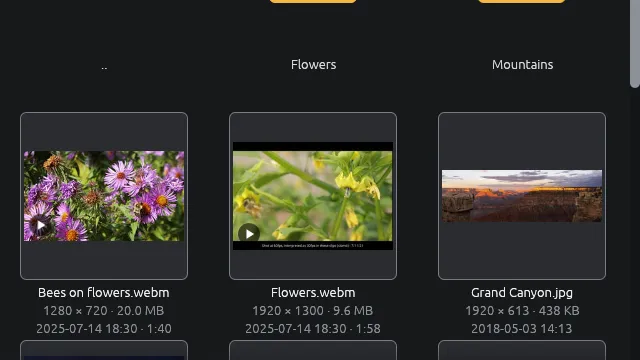 ..
Flowers
Mountains
Bees on flowers.webm
1280 × 720 · 20.0 MB
2025-07-14 18:30 · 1:40
Flowers.webm
1920 × 1300 · 9.6 MB
2025-07-14 18:30 · 1:58
Grand Canyon.jpg
1920 × 613 · 438 KB
2018-05-03 14:13